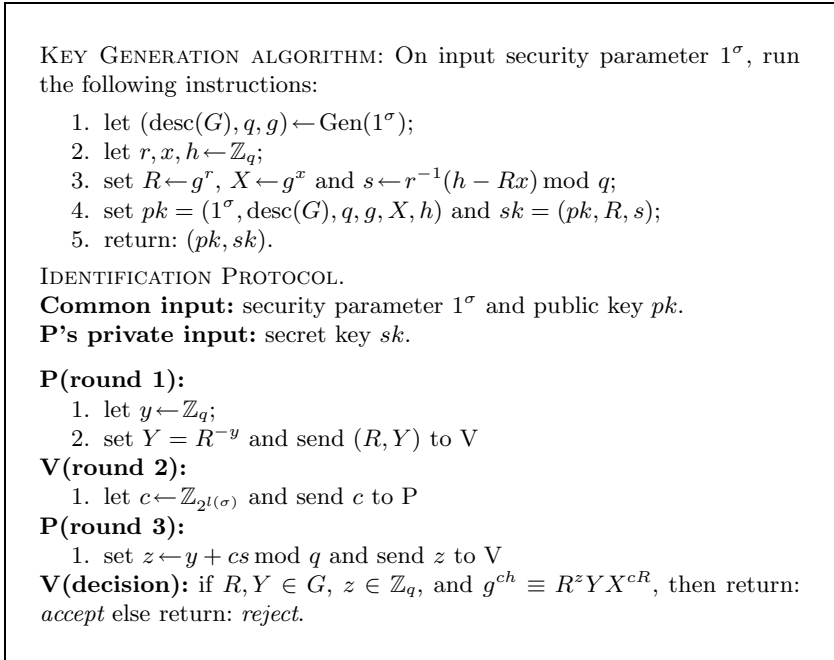 KEY GENERATION ALGORITHM: On input security parameter 1^σ, run
the following instructions:
1. let (desc(G), q, g) ← Gen(1^σ);
2. let r, x, h ← ℤ_q;
3. set R ← g^r, X ← g^x and s ← r^{-1}(h − Rx) mod q;
4. set pk = (1^σ, desc(G), q, g, X, h) and sk = (pk, R, s);
5. return: (pk, sk).
IDENTIFICATION PROTOCOL.
Common input: security parameter 1^σ and public key pk.
P's private input: secret key sk.
P(round 1):
1. let y ← ℤ_q;
2. set Y = R^{-y} and send (R, Y) to V
V(round 2):
1. let c ← ℤ_{2^{l(σ)}} and send c to P
P(round 3):
1. set z ← y + cs mod q and send z to V
V(decision): if R, Y ∈ G, z ∈ ℤ_q, and g^{ch} ≡ R^z Y X^{cR}, then return:
accept else return: reject.